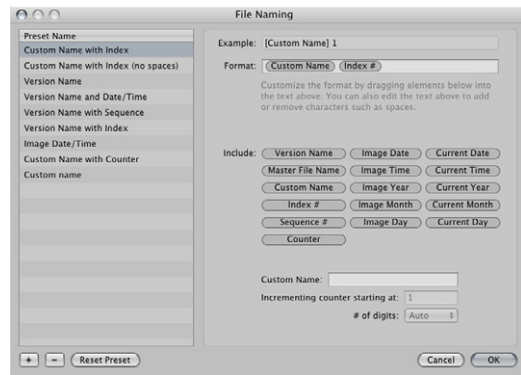 File Naming
Preset Name
Custom Name with Index
Custom Name with Index (no spaces)
Version Name
Version Name and Date/Time
Version Name with Sequence
Version Name with Index
Image Date/Time
Custom Name with Counter
Custom name
Example: [Custom Name] 1
Format: Custom Name Index #
Customize the format by dragging elements below into
the text above. You can also edit the text above to add
or remove characters such as spaces.
Include: Version Name Image Date Current Date
Master File Name Image Time Current Time
Custom Name Image Year Current Year
Index # Image Month Current Month
Sequence # Image Day Current Day
Counter
Custom Name:
Incrementing counter starting at: 1
# of digits: Auto
+ − Reset Preset Cancel OK